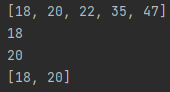 [18, 20, 22, 35, 47]
18
20
[18, 20]